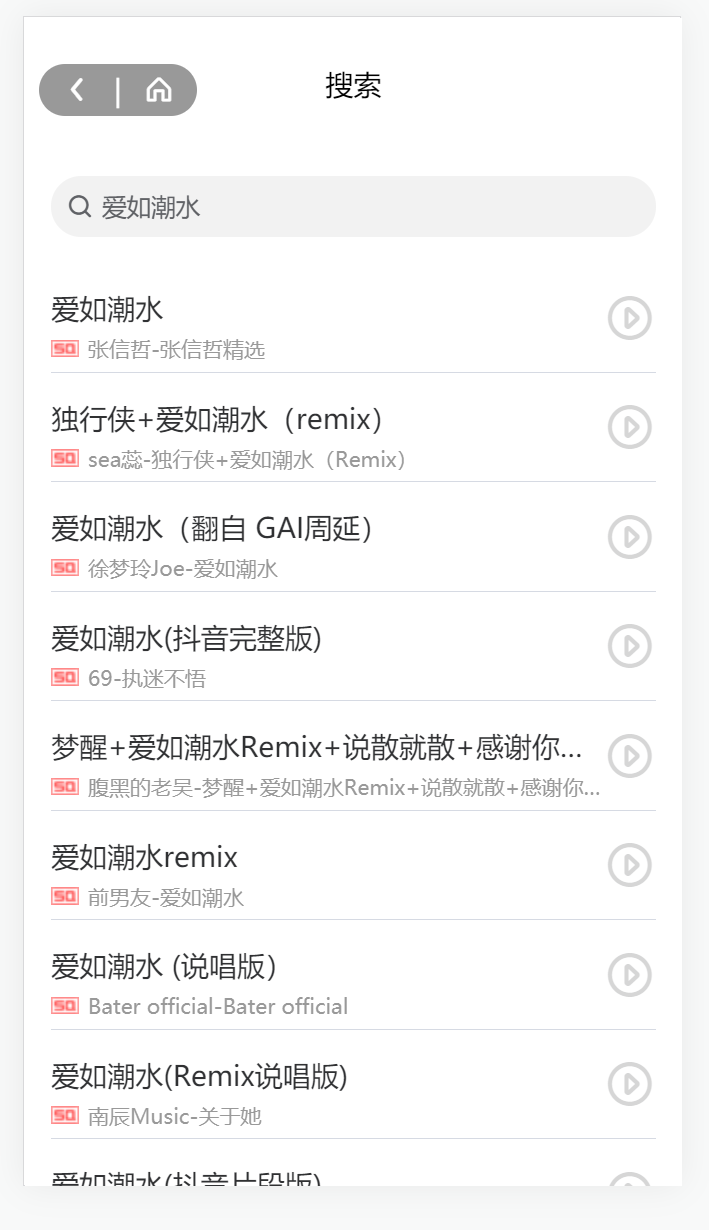 搜索
爱如潮水
爱如潮水
SQ 张信哲-张信哲精选
独行侠+爱如潮水（remix）
SQ sea蕊-独行侠+爱如潮水（Remix）
爱如潮水（翻自 GAI周延）
SQ 徐梦玲Joe-爱如潮水
爱如潮水(抖音完整版)
SQ 69-执迷不悟
梦醒+爱如潮水Remix+说散就散+感谢你...
SQ 腹黑的老吴-梦醒+爱如潮水Remix+说散就散+感谢你...
爱如潮水remix
SQ 前男友-爱如潮水
爱如潮水 (说唱版）
SQ Bater official-Bater official
爱如潮水(Remix说唱版)
SQ 南辰Music-关于她
爱如潮水(抖音片段版)